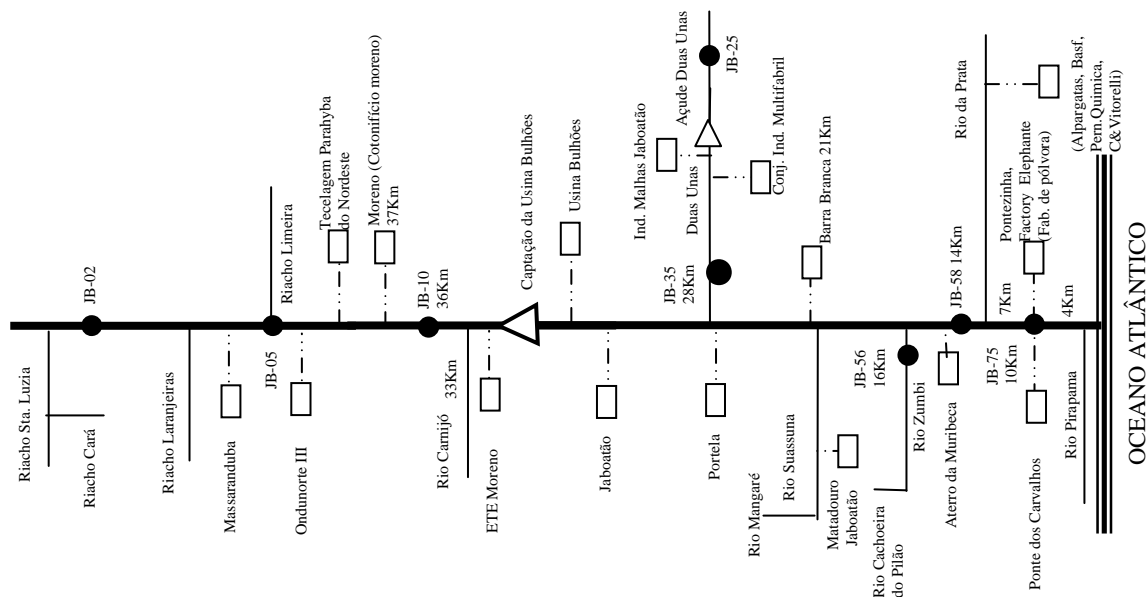 Riacho Sta. Luzia
Riacho Cará
JB-02
Riacho Laranjeiras
Massaranduba
JB-05
Riacho Limeira
Ondunorte III
Tecelagem Parahyba
do Nordeste
Moreno (Cotonifício moreno)
37Km
JB-10
36Km
Rio Carnijó
33Km
ETE Moreno
Captação da Usina Bulhões
Usina Bulhões
Jaboatão
Ind. Malhas Jaboatão
Duas Unas
Açude Duas Unas
JB-25
Conj. Ind. Multifabril
JB-35
28Km
Portela
Barra Branca 21Km
Rio Mangaré
Rio Suassuna
Matadouro
Jaboatão
JB-56
16Km
Rio Zumbi
Rio Cachoeira
do Pilão
Aterro da Muribeca
JB-58 14Km
Rio da Prata
JB-75
10Km
7Km
Pontezinha,
Factory Elephante
(Fab. de pólvora)
(Alpargatas, Basf,
Pern.Quimica,
C&Vitorelli)
Ponte dos Carvalhos
4Km
Rio Pirapama
OCEANO ATLÂNTICO